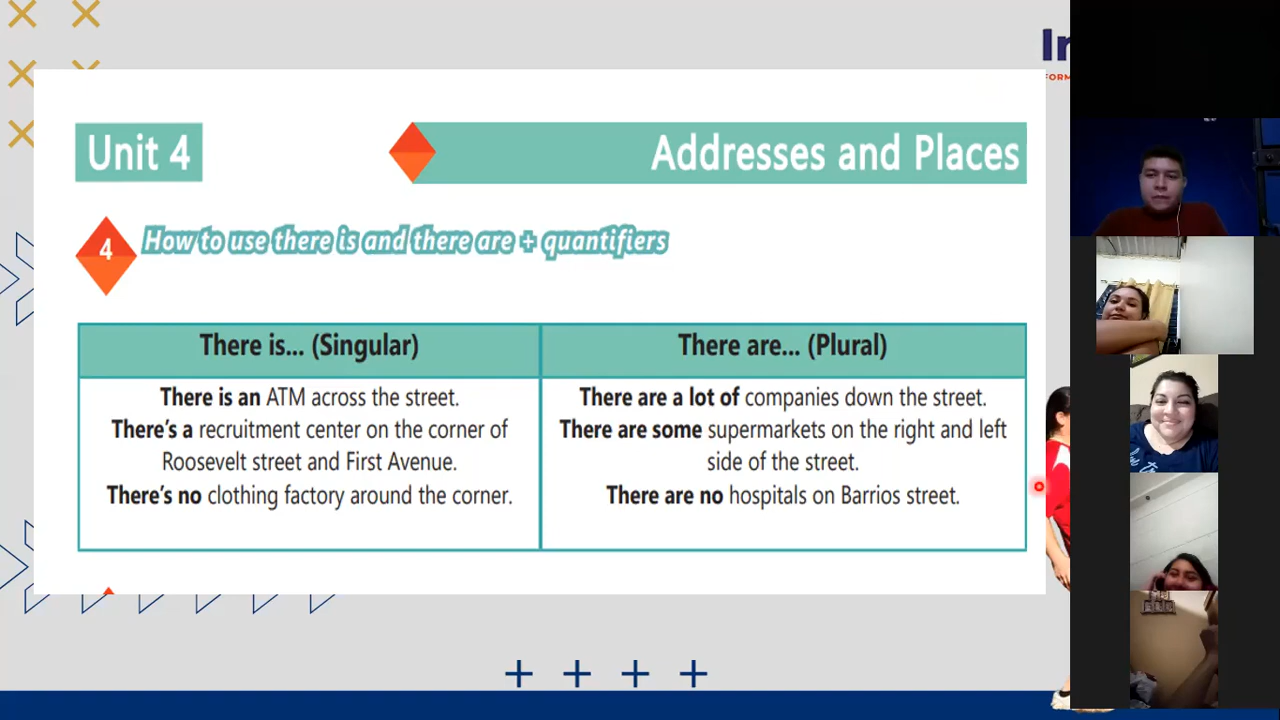 Unit 4
Addresses and Places
4
How to use there is and there are + quantifiers
There is... (Singular)
There are... (Plural)
There is an ATM across the street.
There's a recruitment center on the corner of
Roosevelt street and First Avenue.
There's no clothing factory around the corner.
There are a lot of companies down the street.
There are some supermarkets on the right and left
side of the street.
There are no hospitals on Barrios street.